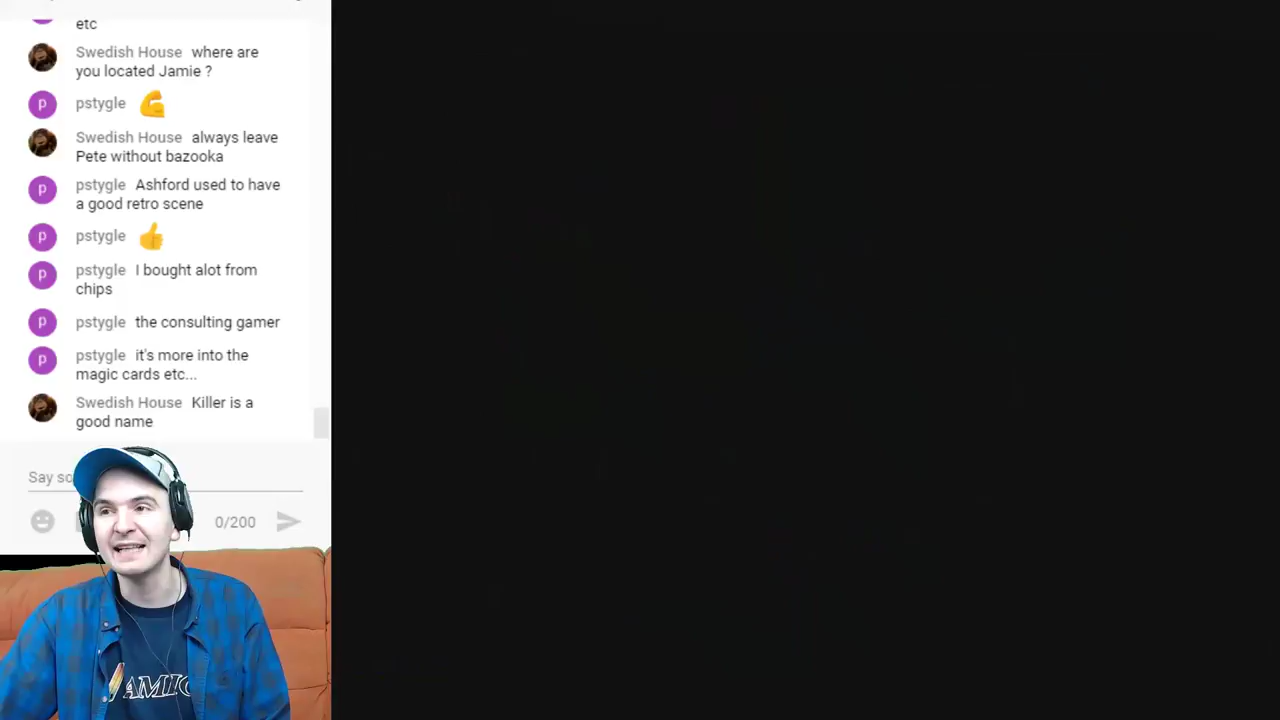 etc
Swedish House where are
you located Jamie ?
pstygle 💪
Swedish House always leave
Pete without bazooka
P pstygle Ashford used to have
a good retro scene
P pstygle 👍
P pstygle I bought alot from
chips
P pstygle the consulting gamer
P pstygle it's more into the
magic cards etc...
Swedish House Killer is a
good name
Say so
0/200
AMIG